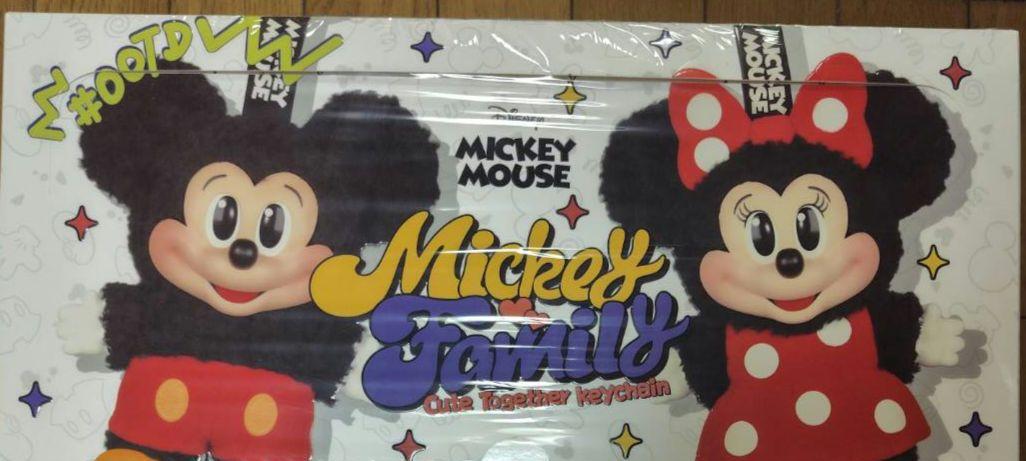 #OOTD
MICKEY
MOUSE
MICKEY
MOUSE
Disney
MICKEY
MOUSE
Mickey
Family
Cute Together keychain